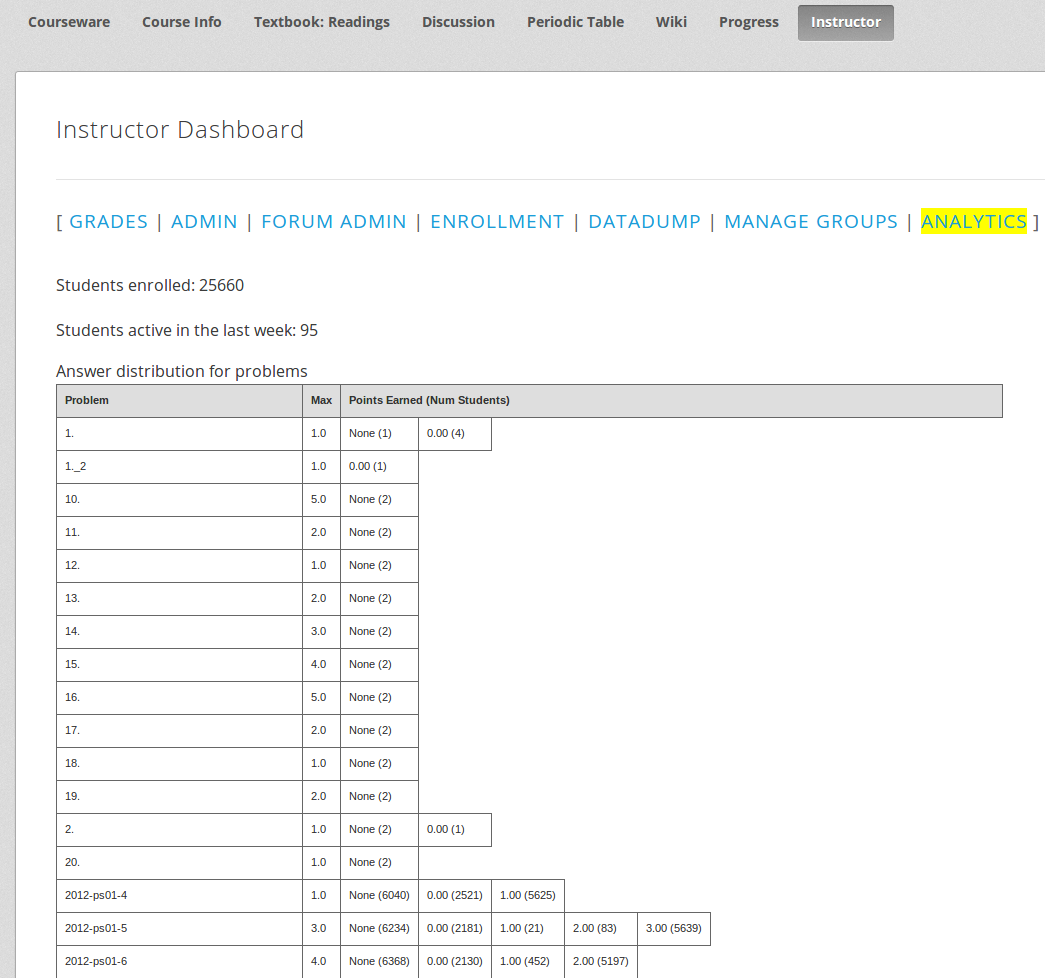 Courseware Course Info Textbook: Readings Discussion Periodic Table Wiki Progress Instructor
Instructor Dashboard
[ GRADES | ADMIN | FORUM ADMIN | ENROLLMENT | DATADUMP | MANAGE GROUPS | ANALYTICS ]
Students enrolled: 25660
Students active in the last week: 95
Answer distribution for problems
Problem Max Points Earned (Num Students)
1. 1.0 None (1) 0.00 (4)
1._2 1.0 0.00 (1)
10. 5.0 None (2)
11. 2.0 None (2)
12. 1.0 None (2)
13. 2.0 None (2)
14. 3.0 None (2)
15. 4.0 None (2)
16. 5.0 None (2)
17. 2.0 None (2)
18. 1.0 None (2)
19. 2.0 None (2)
2. 1.0 None (2) 0.00 (1)
20. 1.0 None (2)
2012-ps01-4 1.0 None (6040) 0.00 (2521) 1.00 (5625)
2012-ps01-5 3.0 None (6234) 0.00 (2181) 1.00 (21) 2.00 (83) 3.00 (5639)
2012-ps01-6 4.0 None (6368) 0.00 (2130) 1.00 (452) 2.00 (5197)